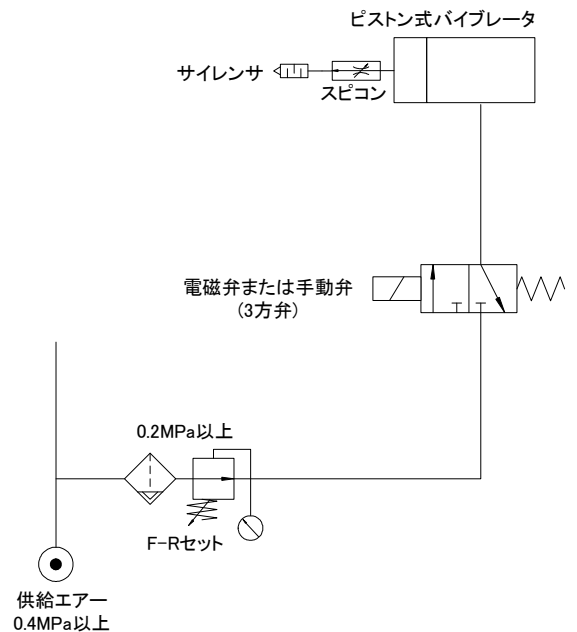 ピストン式バイブレータ
サイレンサ
スピコン
電磁弁または手動弁
(3方弁)
0.2MPa以上
F-Rセット
供給エアー
0.4MPa以上